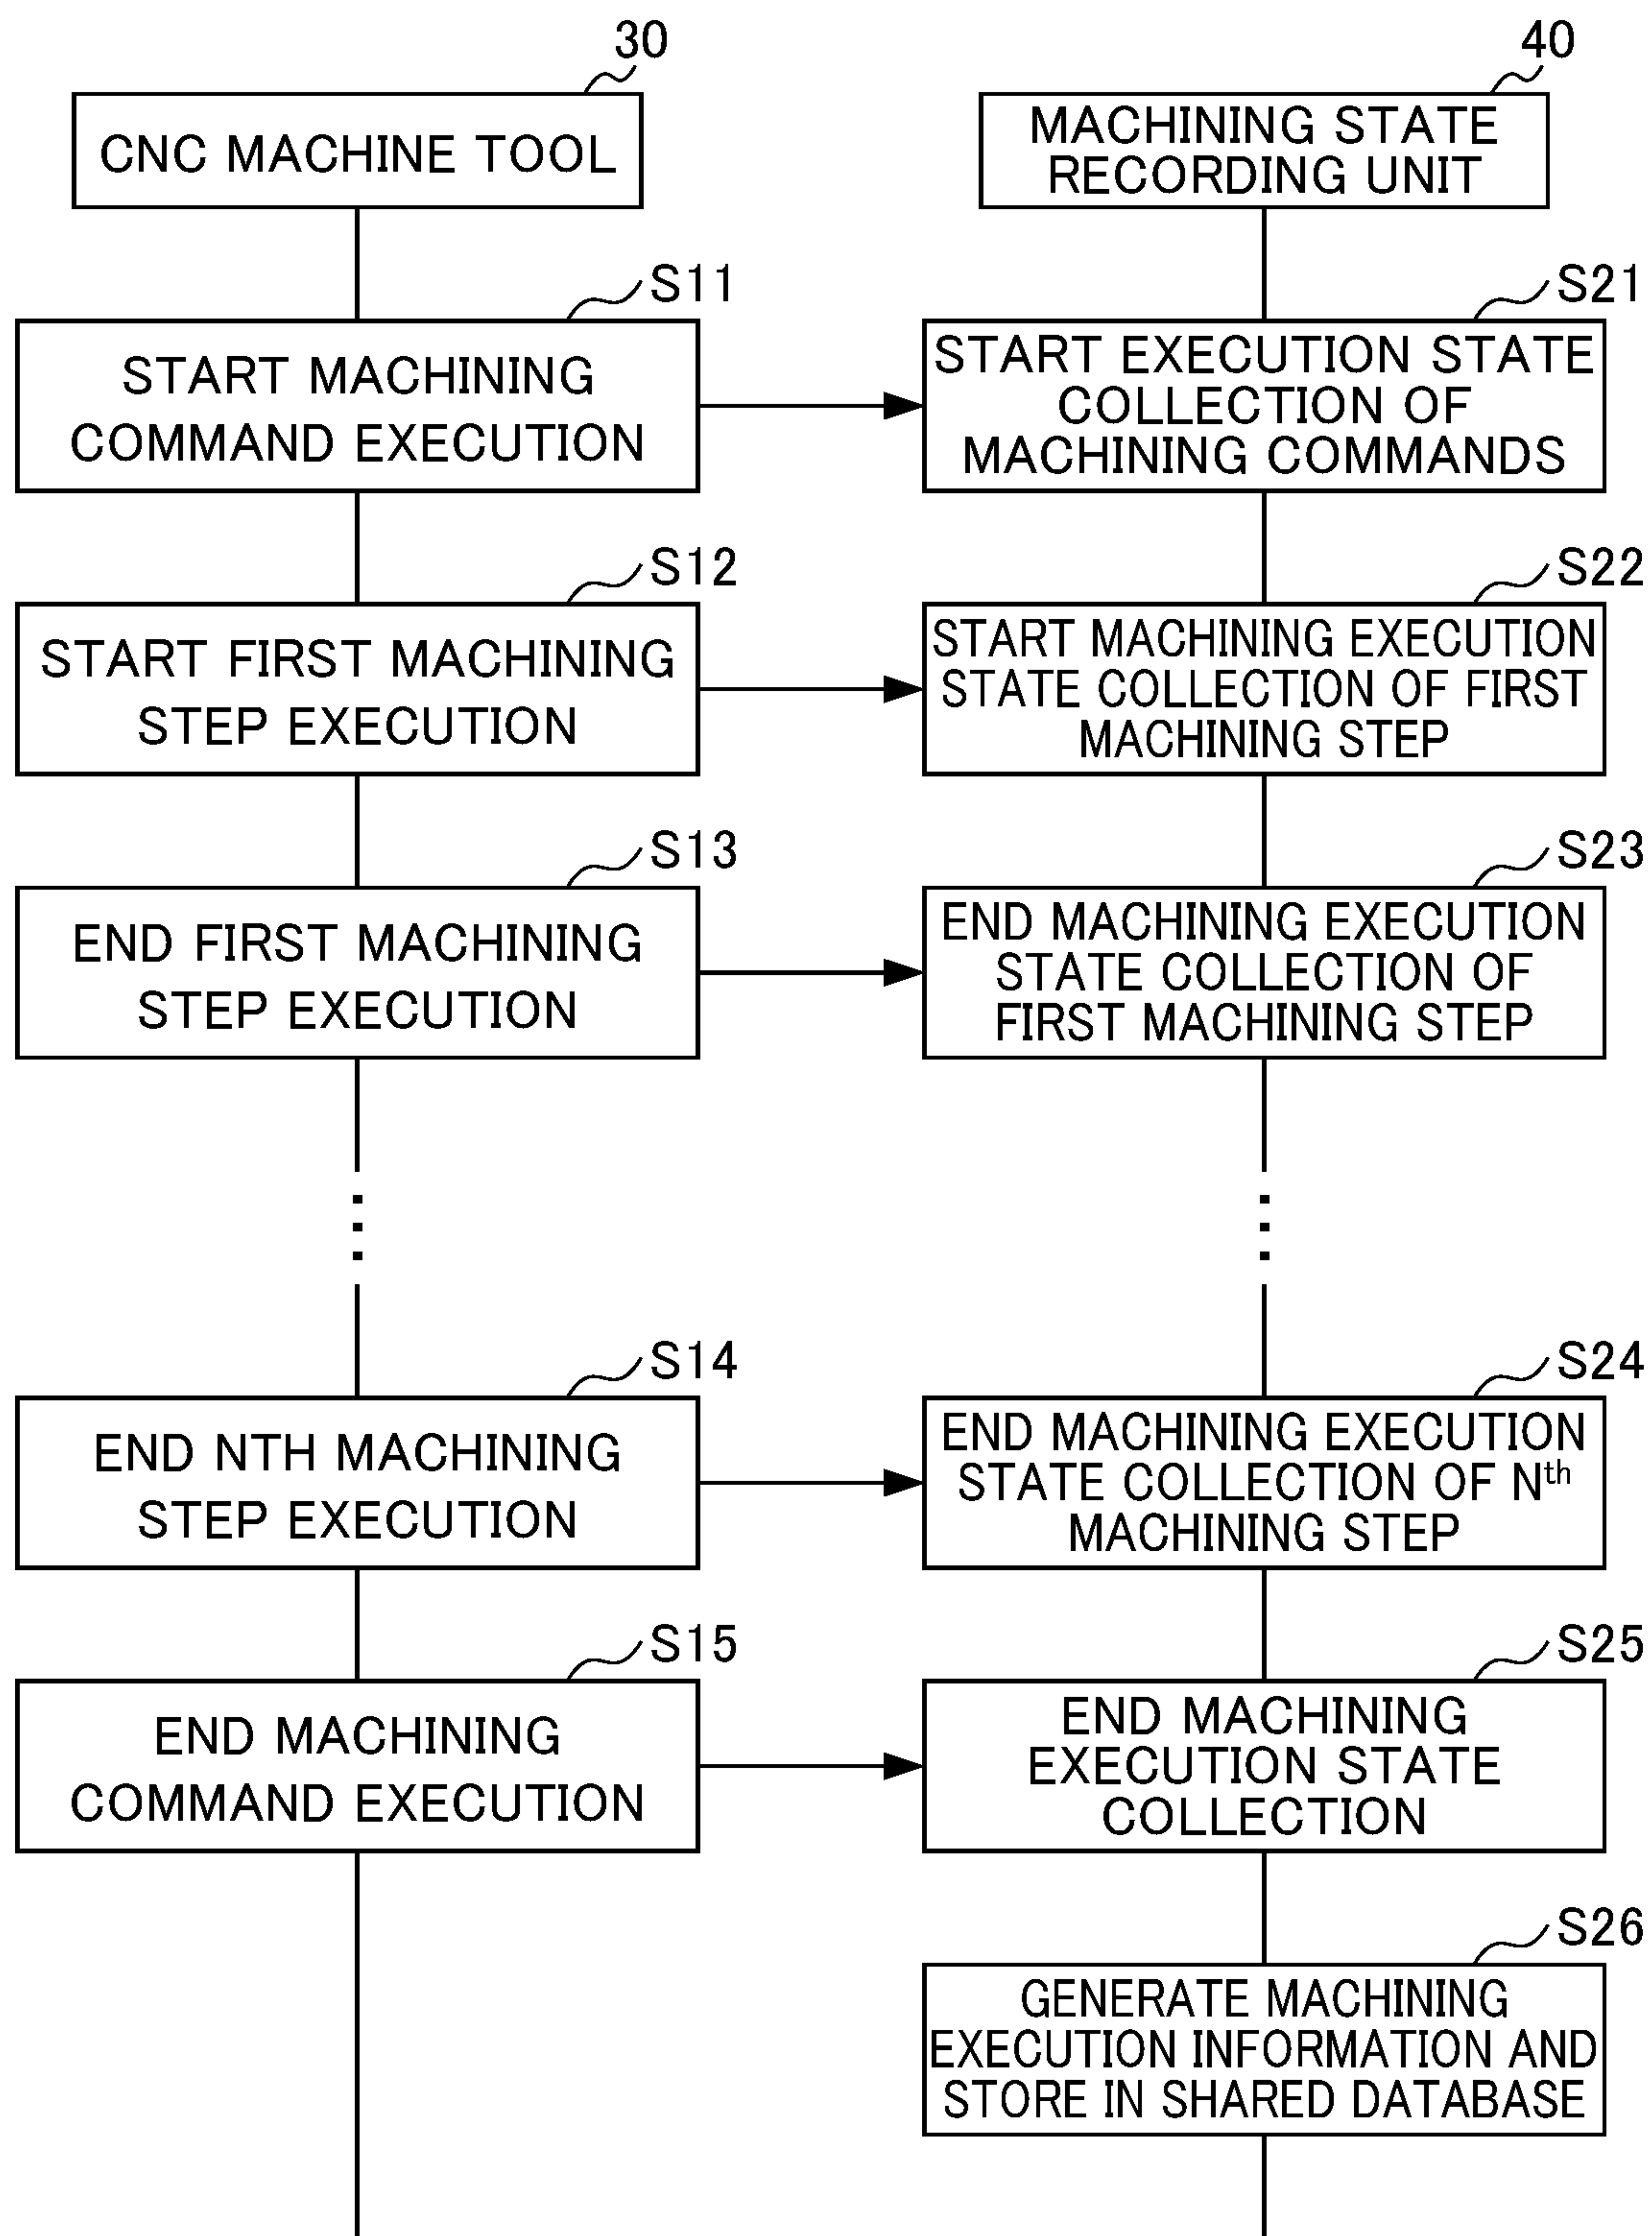 30
CNC MACHINE TOOL
40
MACHINING STATE
RECORDING UNIT
S11
START MACHINING
COMMAND EXECUTION
S21
START EXECUTION STATE
COLLECTION OF
MACHINING COMMANDS
S12
START FIRST MACHINING
STEP EXECUTION
S22
START MACHINING EXECUTION
STATE COLLECTION OF FIRST
MACHINING STEP
S13
END FIRST MACHINING
STEP EXECUTION
S23
END MACHINING EXECUTION
STATE COLLECTION OF
FIRST MACHINING STEP
S14
END NTH MACHINING
STEP EXECUTION
S24
END MACHINING EXECUTION
STATE COLLECTION OF Nth
MACHINING STEP
S15
END MACHINING
COMMAND EXECUTION
S25
END MACHINING
EXECUTION STATE
COLLECTION
S26
GENERATE MACHINING
EXECUTION INFORMATION AND
STORE IN SHARED DATABASE